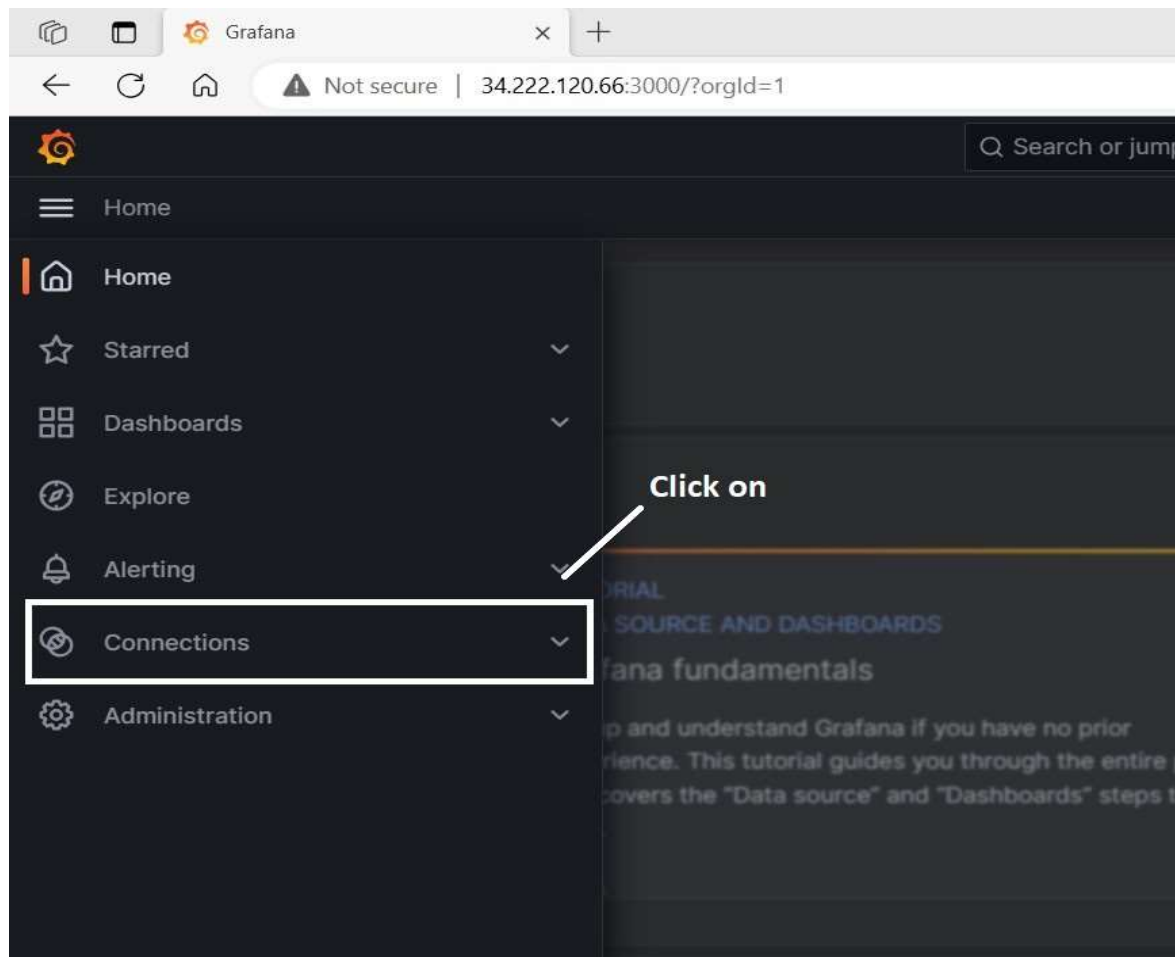 Grafana
Not secure | 34.222.120.66:3000/?orgId=1
Search or jump
Home
Home
Starred
Dashboards
Explore
Click on
Alerting
Connections
Administration
ORIAL
SOURCE AND DASHBOARDS
fana fundamentals
p and understand Grafana if you have no prior
rience. This tutorial guides you through the entire
covers the "Data source" and "Dashboards" steps t